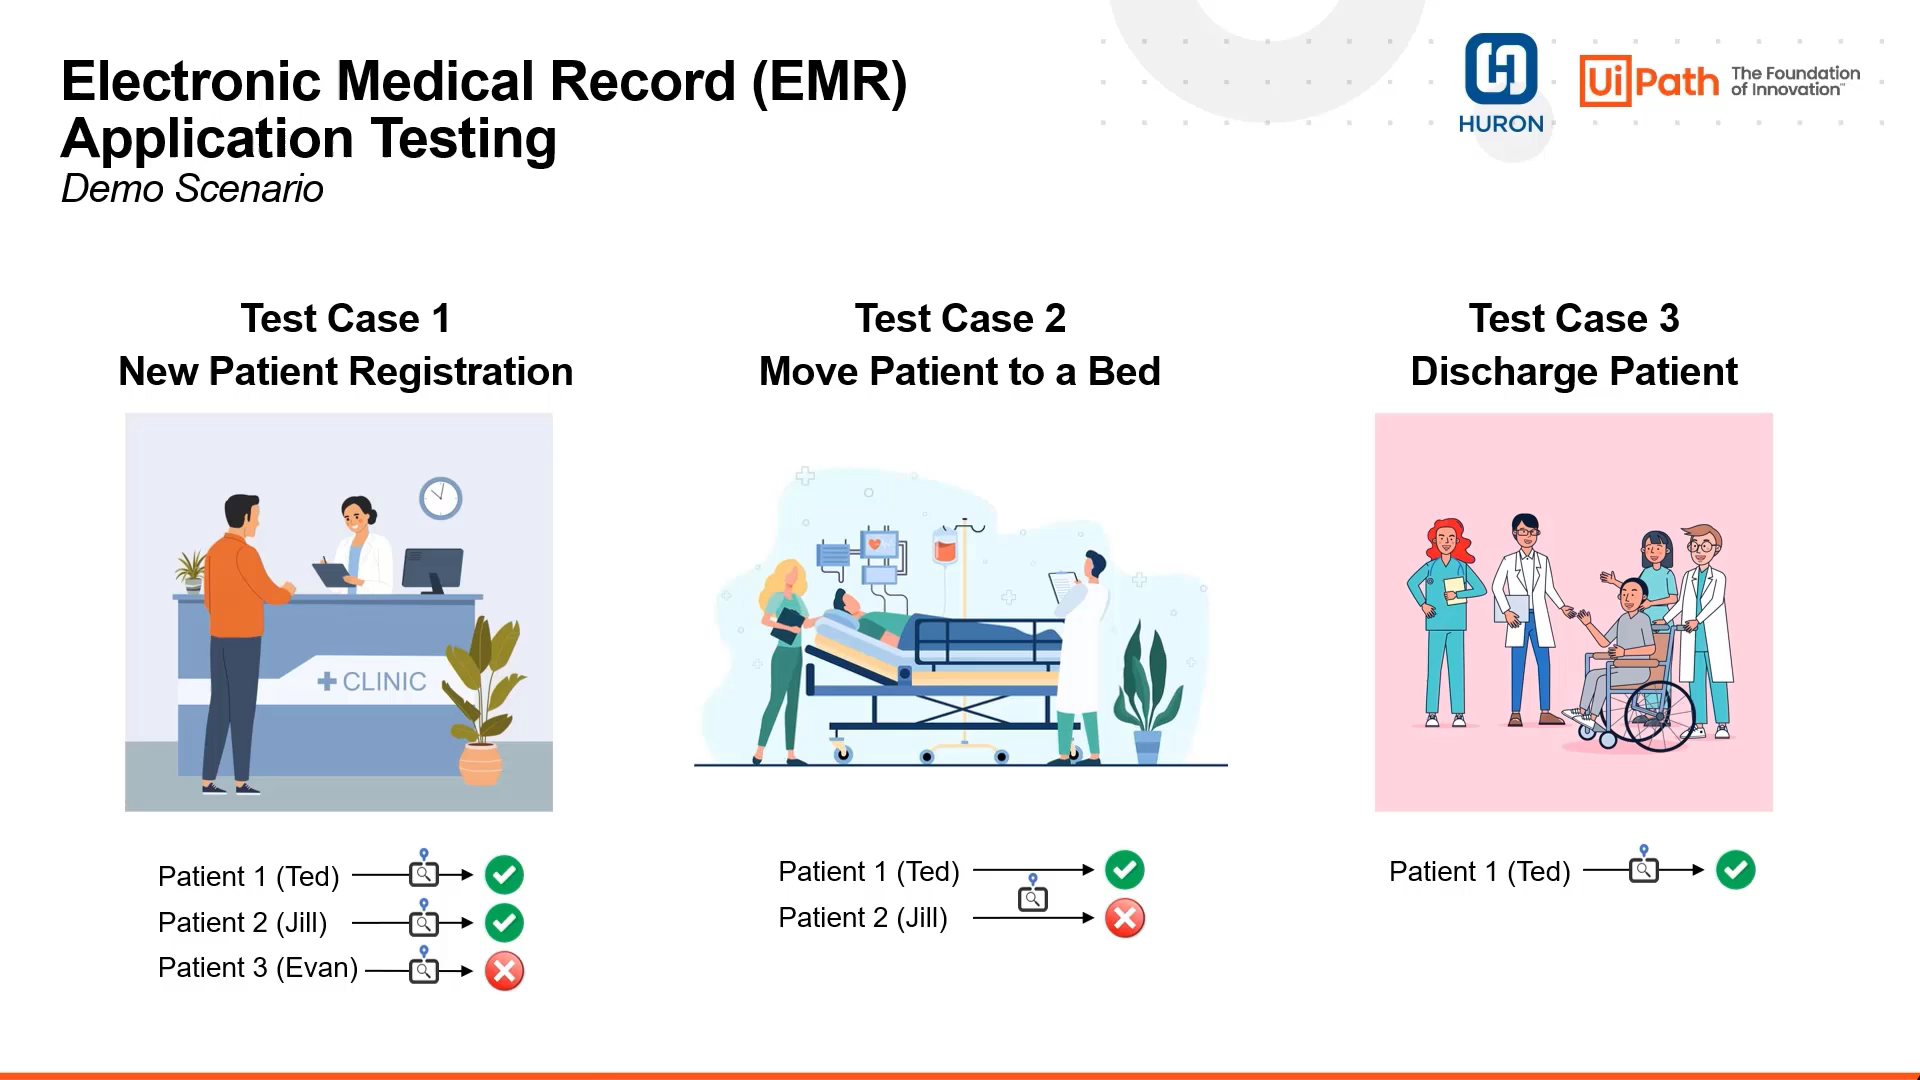 Electronic Medical Record (EMR)
Application Testing
Demo Scenario
HURON
UiPath
The Foundation
of Innovation™
Test Case 1
New Patient Registration
Test Case 2
Move Patient to a Bed
Test Case 3
Discharge Patient
CLINIC
Patient 1 (Ted)
Patient 2 (Jill)
Patient 3 (Evan)
Patient 1 (Ted)
Patient 2 (Jill)
Patient 1 (Ted)